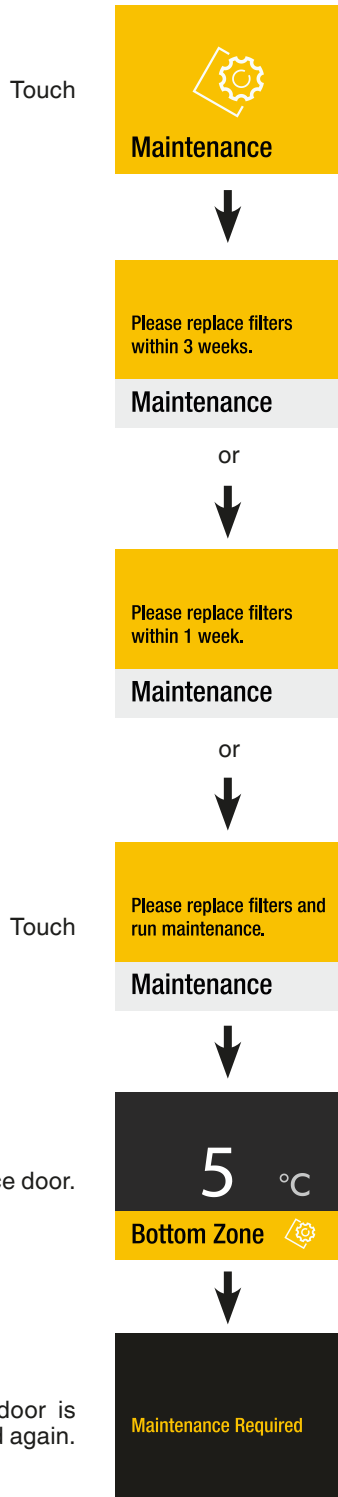 Touch
Maintenance
Please replace filters
within 3 weeks.
Maintenance
or
Please replace filters
within 1 week.
Maintenance
or
Touch
Please replace filters and
run maintenance.
Maintenance
5 °C
door.
Bottom Zone
Maintenance Required
door is
again.